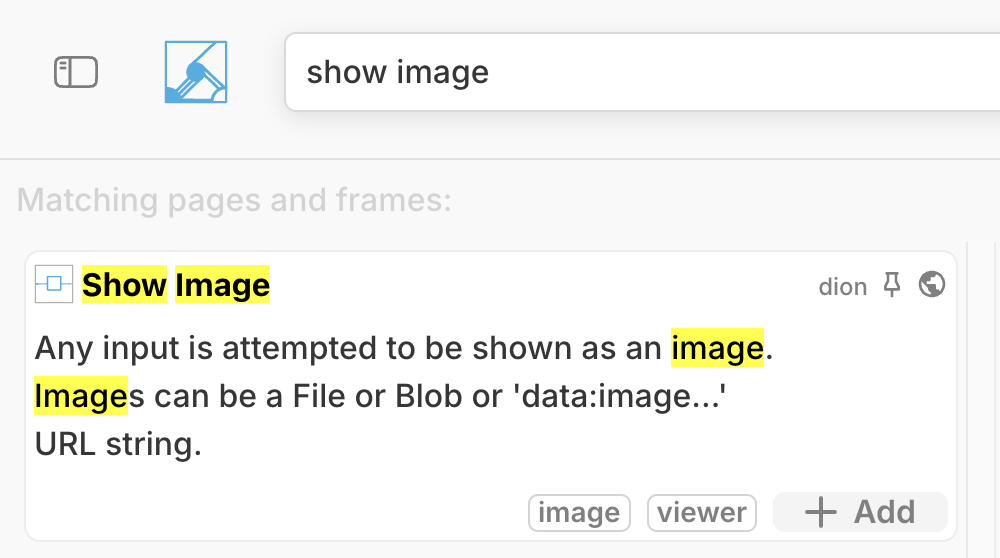 show image
Matching pages and frames:
Show Image
dion
Any input is attempted to be shown as an image.
Images can be a File or Blob or 'data:image...'
URL string.
image viewer + Add